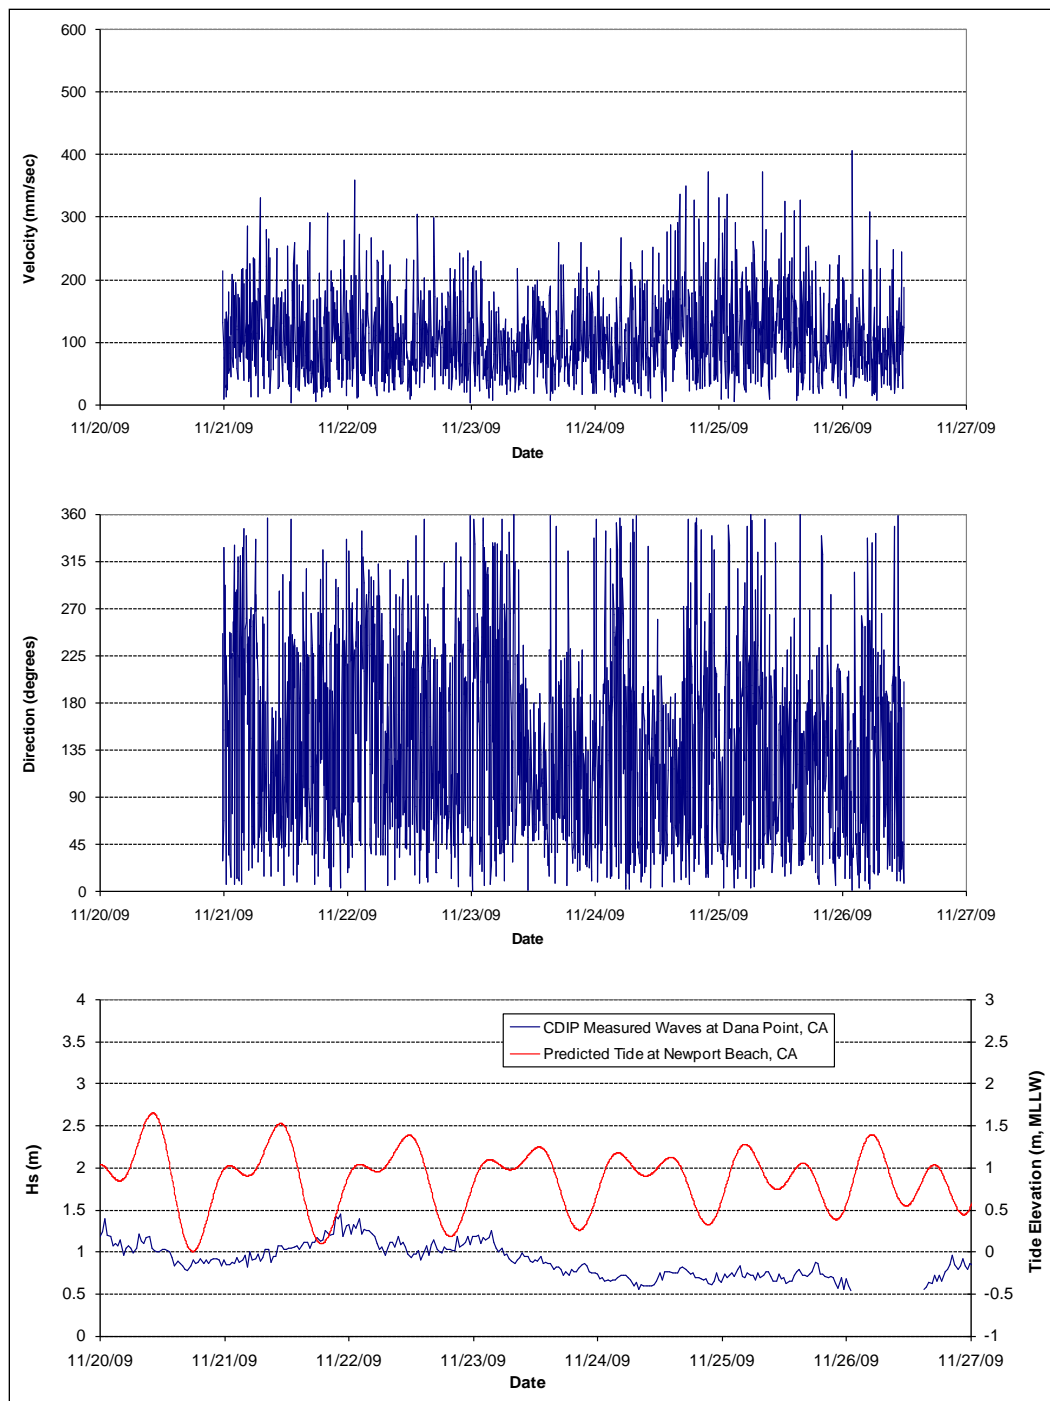 600
500
400
300
200
100
0
Velocity (mm/sec)
11/20/09 11/21/09 11/22/09 11/23/09 11/24/09 11/25/09 11/26/09 11/27/09
Date
360
315
270
225
180
135
90
45
0
Direction (degrees)
11/20/09 11/21/09 11/22/09 11/23/09 11/24/09 11/25/09 11/26/09 11/27/09
Date
4
3.5
3
2.5
2
1.5
1
0.5
0
Hs (m)
CDIP Measured Waves at Dana Point, CA
Predicted Tide at Newport Beach, CA
3
2
1.5
1
0.5
0
-0.5
-1
Tide Elevation (m, MLLW)
11/20/09 11/21/09 11/22/09 11/23/09 11/24/09 11/25/09 11/26/09 11/27/09
Date